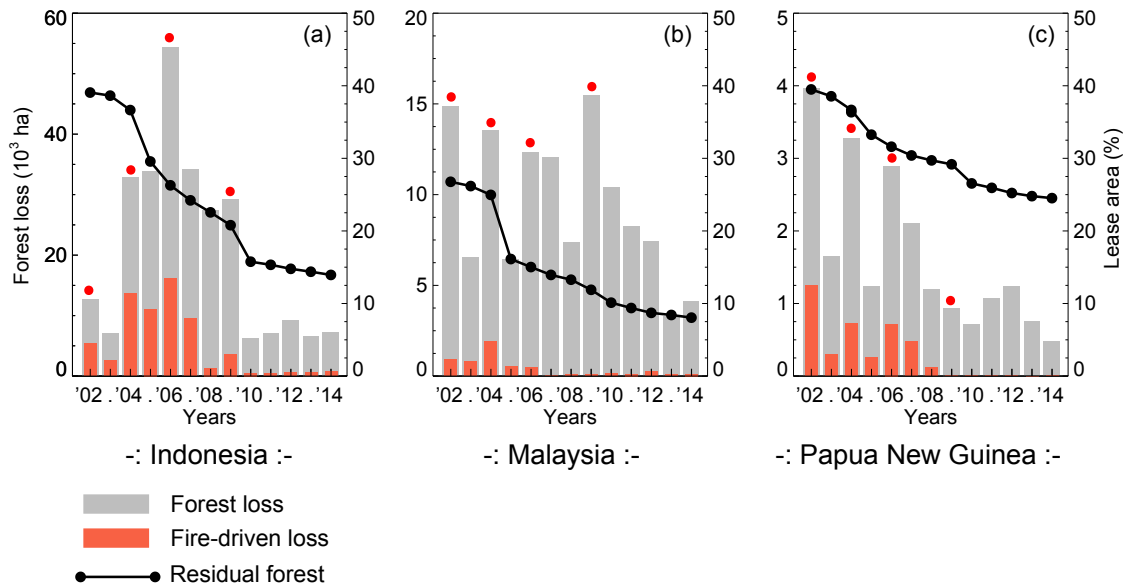 60
50
20
50
5
50
(a)
(b)
(c)
40
40
15
40
4
40
30
30
3
30
10
20
20
20
2
20
5
10
10
1
10
0
0
0
0
0
0
Forest loss (10³ ha)
Lease area (%)
'02 . '04 . '06 . '08 . '10 . '12 . '14
'02 . '04 . '06 . '08 . '10 . '12 . '14
'02 . '04 . '06 . '08 . '10 . '12 . '14
Years
Years
Years
-: Indonesia :-
-: Malaysia :-
-: Papua New Guinea :-
Forest loss
Fire-driven loss
Residual forest